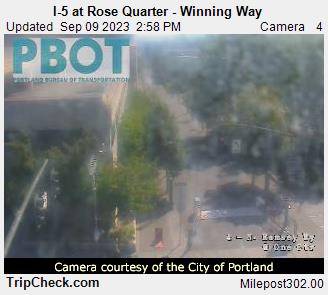 I-5 at Rose Quarter - Winning Way
Updated Sep 09 2023 2:58 PM Camera 4
PBOT
PORTLAND BUREAU OF TRANSPORTATION
Camera courtesy of the City of Portland
TripCheck.com Milepost302.00